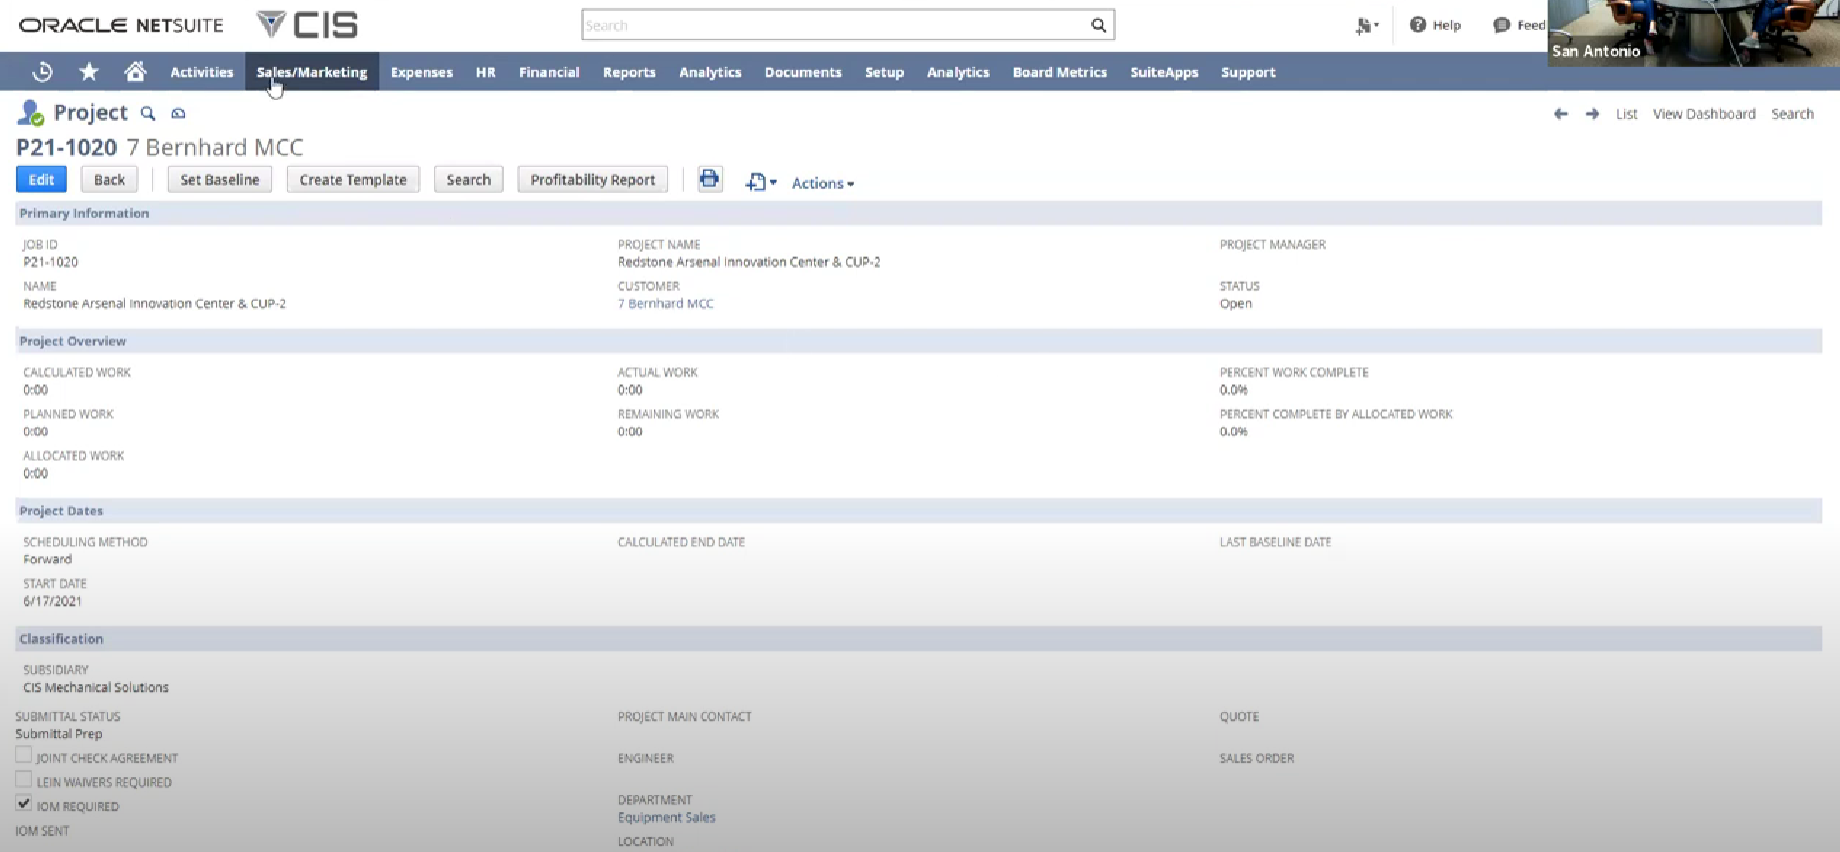 ORACLE NETSUITE CIS Search Help Feed
San Antonio
Activities Sales/Marketing Expenses HR Financial Reports Analytics Documents Setup Analytics Board Metrics SuiteApps Support
Project List View Dashboard Search
P21-1020 7 Bernhard MCC
Edit Back Set Baseline Create Template Search Profitability Report Actions
Primary Information
JOB ID PROJECT NAME PROJECT MANAGER
P21-1020 Redstone Arsenal Innovation Center & CUP-2
NAME CUSTOMER STATUS
Redstone Arsenal Innovation Center & CUP-2 7 Bernhard MCC Open
Project Overview
CALCULATED WORK ACTUAL WORK PERCENT WORK COMPLETE
0:00 0:00 0.0%
PLANNED WORK REMAINING WORK PERCENT COMPLETE BY ALLOCATED WORK
0:00 0:00 0.0%
ALLOCATED WORK
0:00
Project Dates
SCHEDULING METHOD CALCULATED END DATE LAST BASELINE DATE
Forward
START DATE
6/17/2021
Classification
SUBSIDIARY
CIS Mechanical Solutions
SUBMITTAL STATUS PROJECT MAIN CONTACT QUOTE
Submittal Prep
JOINT CHECK AGREEMENT ENGINEER SALES ORDER
LEIN WAIVERS REQUIRED
IOM REQUIRED DEPARTMENT
Equipment Sales
IOM SENT LOCATION